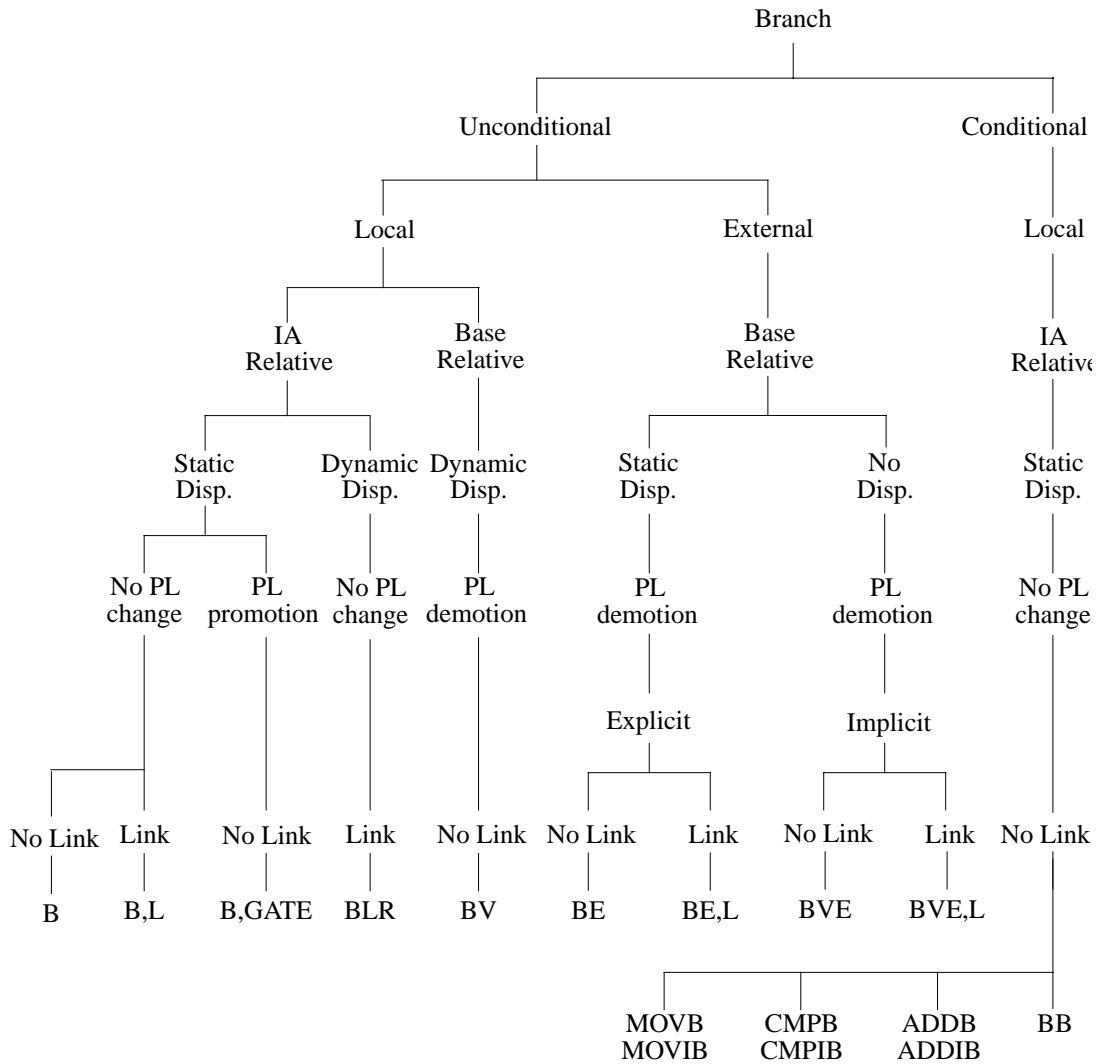 Branch
Unconditional Conditional
Local External Local
IA Base Base IA
Relative Relative Relative Relative
Static Dynamic Dynamic Static No Static
Disp. Disp. Disp. Disp. Disp. Disp.
No PL PL No PL PL PL PL No PL
change promotion change demotion demotion demotion change
Explicit Implicit
No Link Link No Link Link No Link No Link Link No Link Link No Link
B B,L B,GATE BLR BV BE BE,L BVE BVE,L
MOVB CMPB ADDB BB
MOVIB CMPIB ADDIB